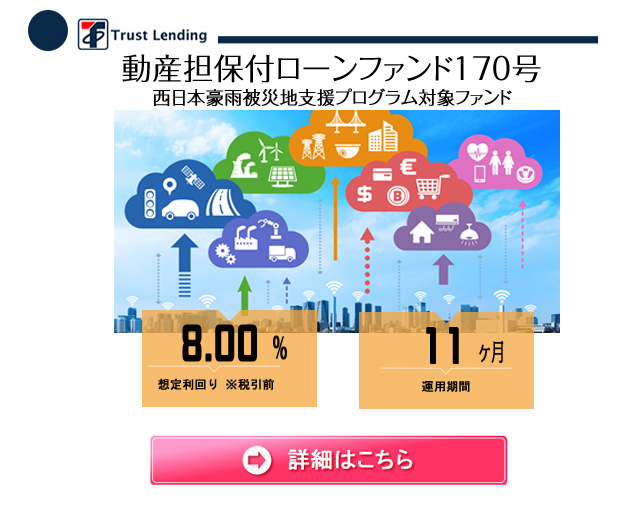 Trust Lending
動産担保付ローンファンド170号
西日本豪雨被災地支援プログラム対象ファンド
8.00 %
想定利回り ※税引前
11 ヶ月
運用期間
詳細はこちら